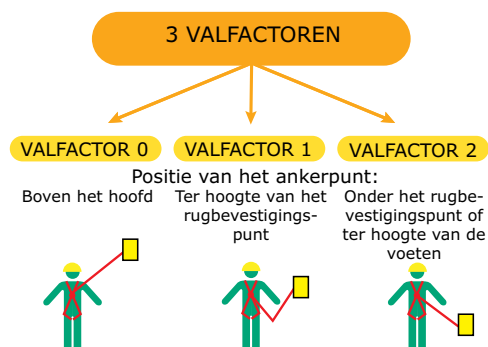 3 VALFACTOREN
VALFACTOR 0
VALFACTOR 1
VALFACTOR 2
Positie van het ankerpunt:
Boven het hoofd
Ter hoogte van het
rugbevestigings-
punt
Onder het rugbe-
vestigingspunt of
ter hoogte van de
voeten